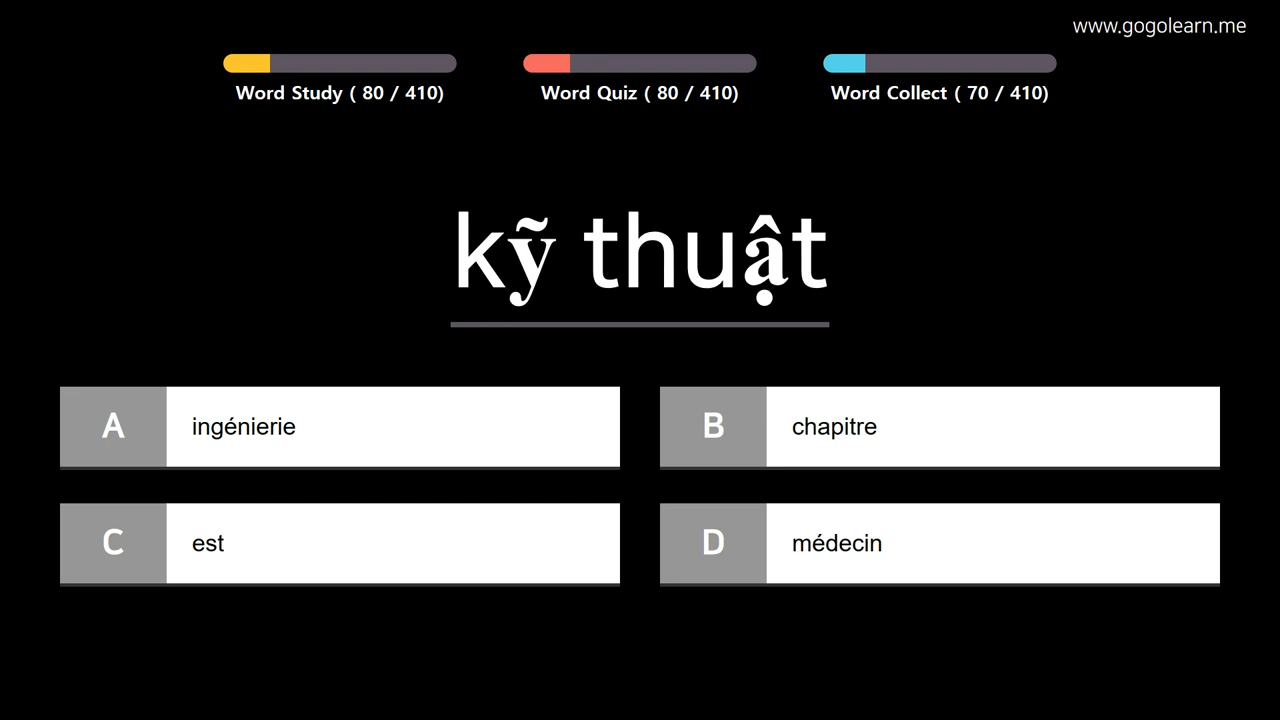 www.gogolearn.me
Word Study ( 80 / 410)
Word Quiz ( 80 / 410)
Word Collect ( 70 / 410)
kỹ thuật
A
ingénierie
B
chapitre
C
est
D
médecin